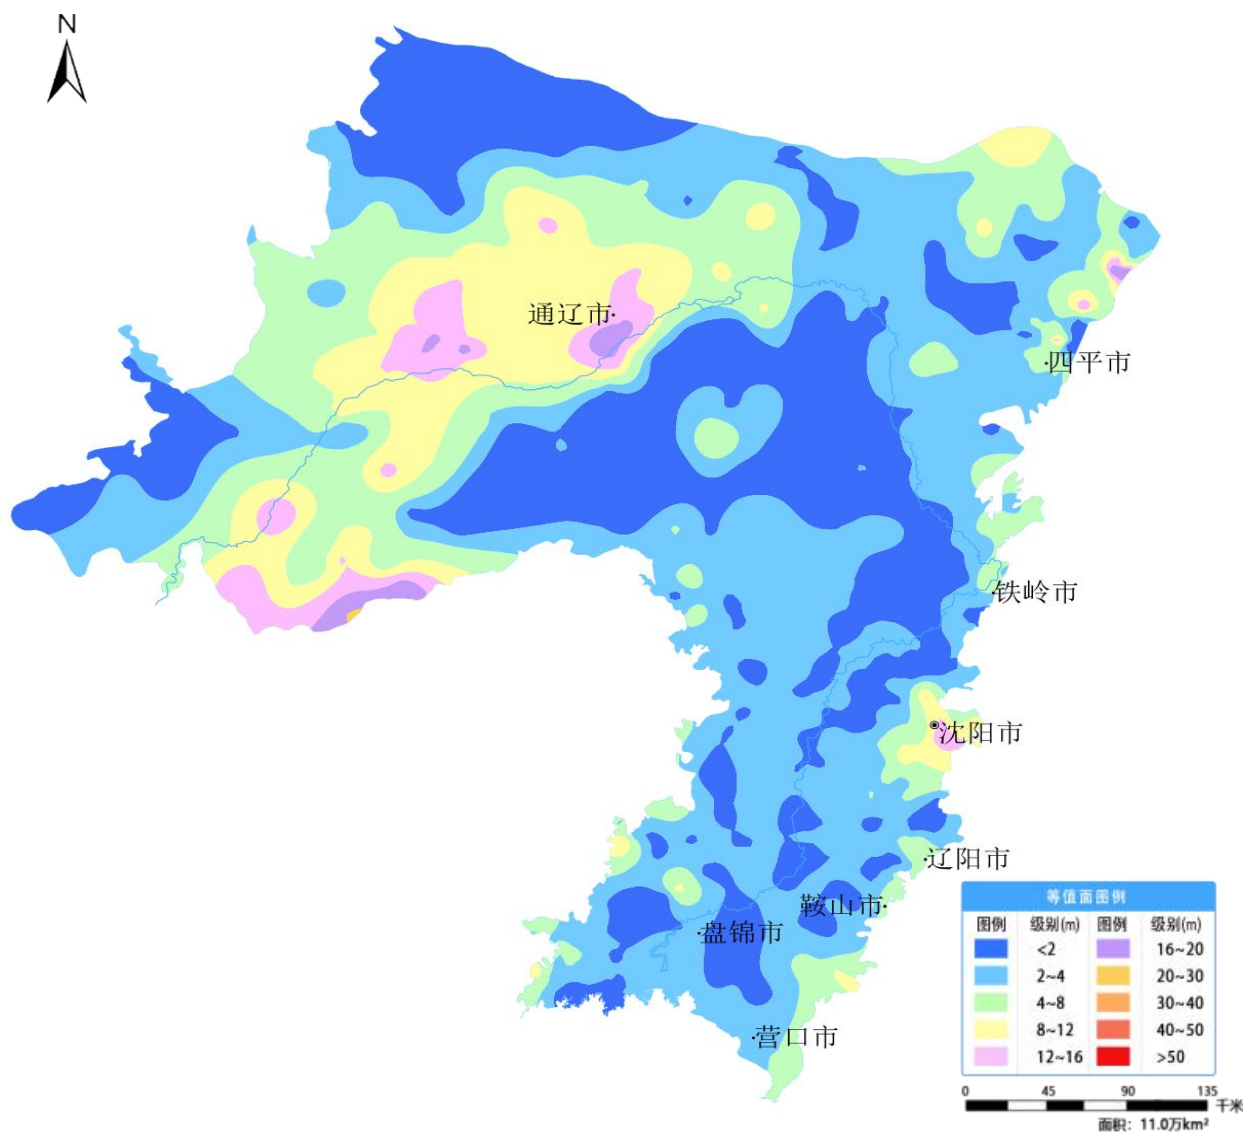 N
通辽市
四平市
铁岭市
沈阳市
辽阳市
鞍山市
盘锦市
营口市
等值面图例
图例 级别(m) 图例 级别(m)
<2 16~20
2~4 20~30
4~8 30~40
8~12 40~50
12~16 >50
0 45 90 135
千米
面积: 11.0万km²